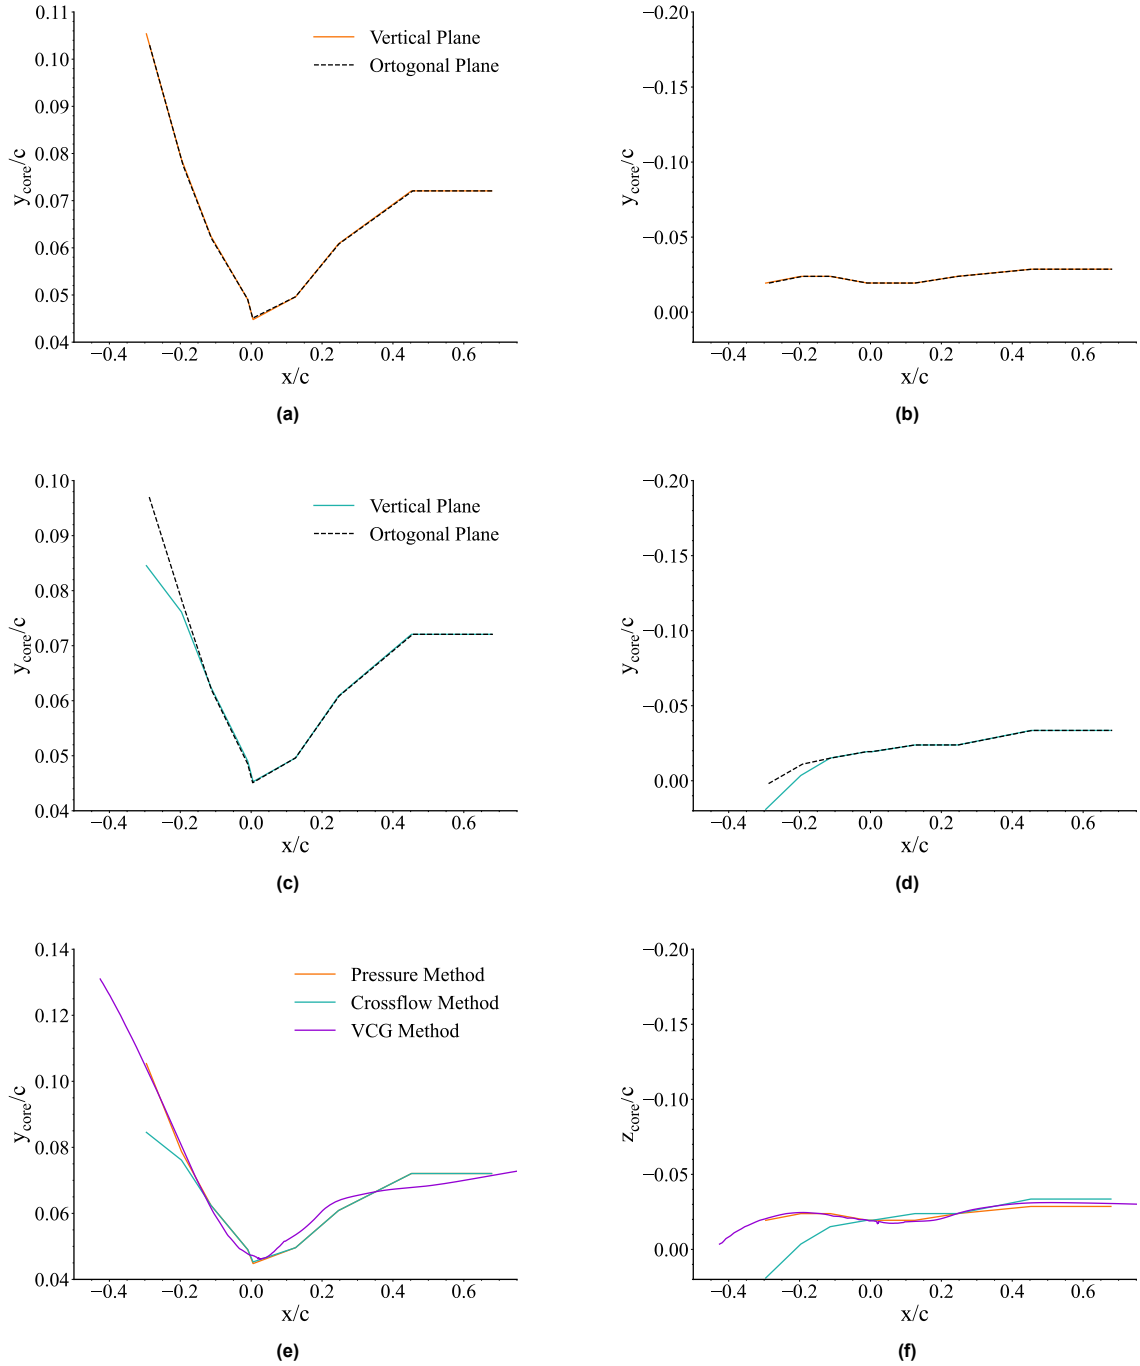 0.11
0.10
0.09
0.08
0.07
0.06
0.05
0.04
y_core/c
−0.4 −0.2 0.0 0.2 0.4 0.6
x/c
Vertical Plane
Ortogonal Plane
(a)
−0.20
−0.15
−0.10
−0.05
0.00
y_core/c
−0.4 −0.2 0.0 0.2 0.4 0.6
x/c
(b)
0.10
0.09
0.08
0.07
0.06
0.05
0.04
y_core/c
−0.4 −0.2 0.0 0.2 0.4 0.6
x/c
Vertical Plane
Ortogonal Plane
(c)
−0.20
−0.15
−0.10
−0.05
0.00
y_core/c
−0.4 −0.2 0.0 0.2 0.4 0.6
x/c
(d)
0.14
0.12
0.10
0.08
0.06
0.04
y_core/c
−0.4 −0.2 0.0 0.2 0.4 0.6
x/c
Pressure Method
Crossflow Method
VCG Method
(e)
−0.20
−0.15
−0.10
−0.05
0.00
z_core/c
−0.4 −0.2 0.0 0.2 0.4 0.6
x/c
(f)